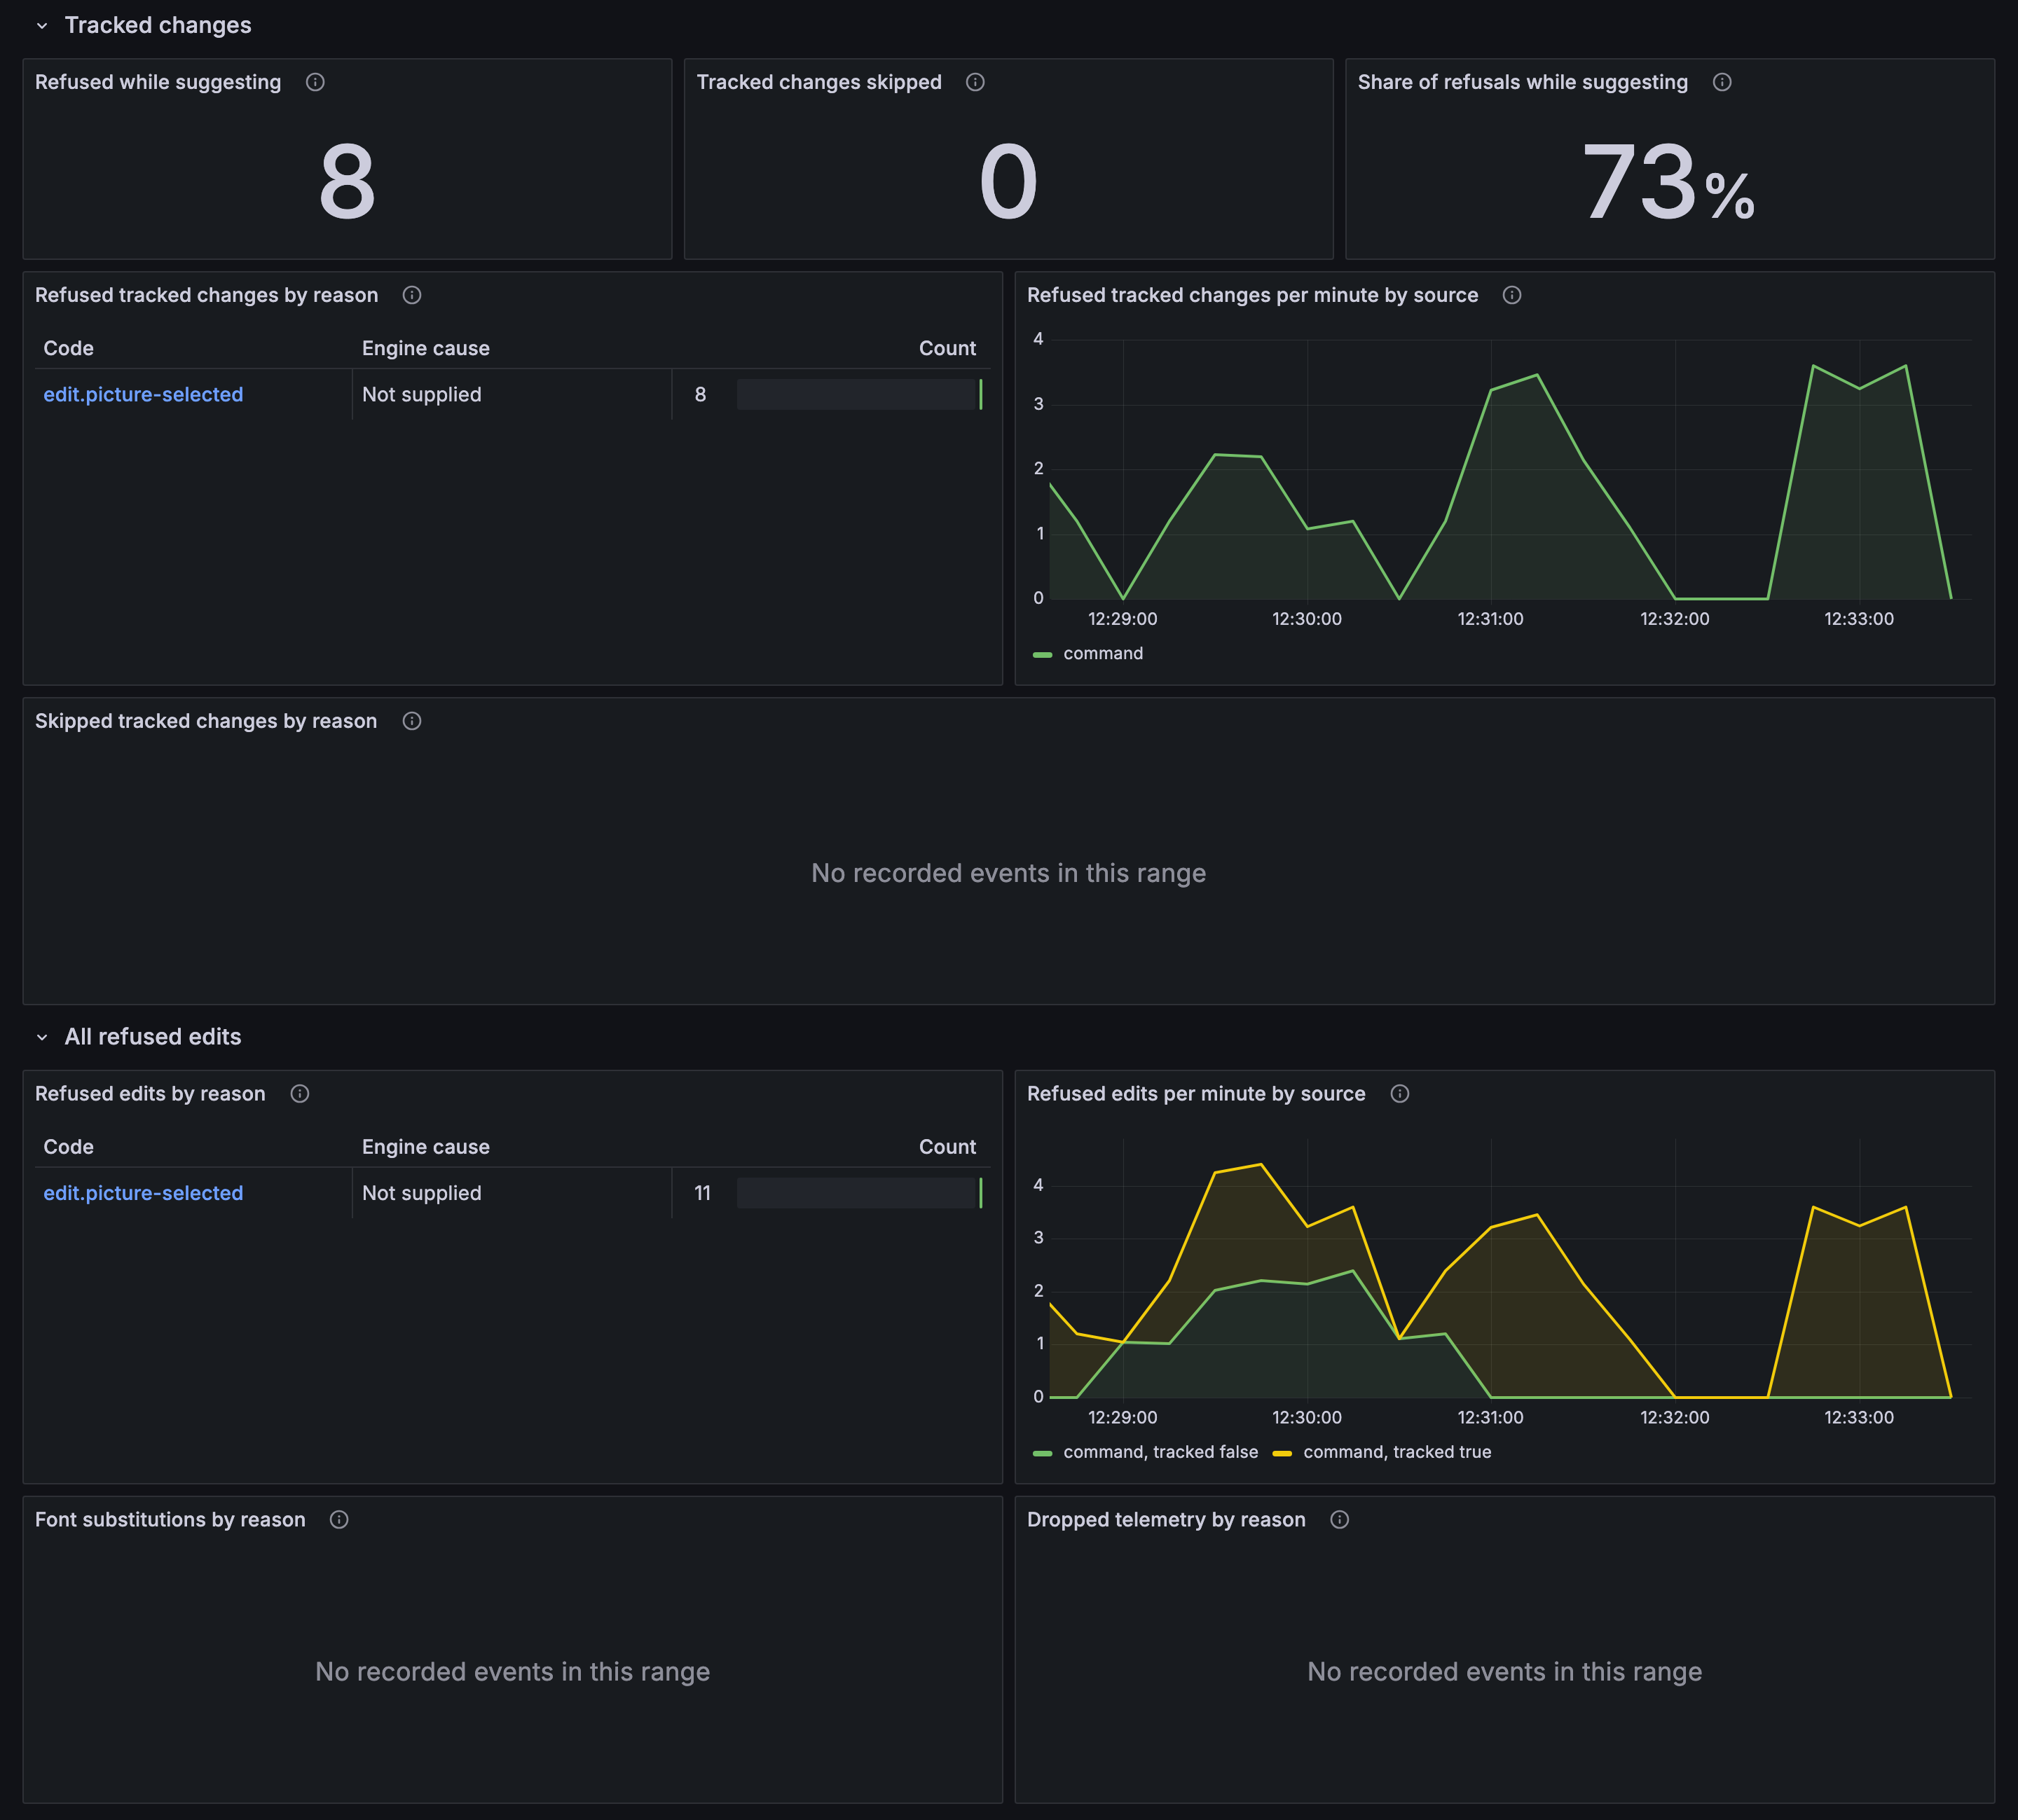 Tracked changes
Refused while suggesting
8
Tracked changes skipped
0
Share of refusals while suggesting
73%
Refused tracked changes by reason
Code Engine cause Count
edit.picture-selected Not supplied 8
Refused tracked changes per minute by source
4
3
2
1
0
12:29:00 12:30:00 12:31:00 12:32:00 12:33:00
command
Skipped tracked changes by reason
No recorded events in this range
All refused edits
Refused edits by reason
Code Engine cause Count
edit.picture-selected Not supplied 11
Refused edits per minute by source
4
3
2
1
0
12:29:00 12:30:00 12:31:00 12:32:00 12:33:00
command, tracked false command, tracked true
Font substitutions by reason
No recorded events in this range
Dropped telemetry by reason
No recorded events in this range